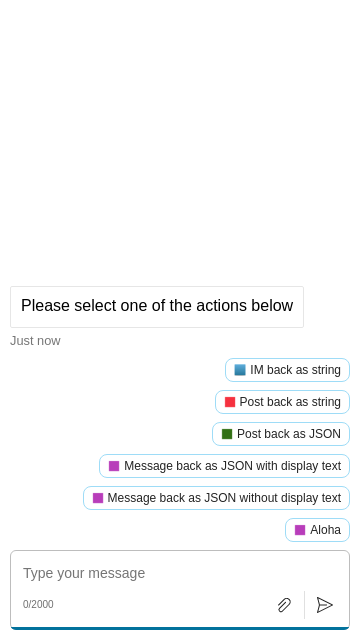 Please select one of the actions below
Just now
IM back as string
Post back as string
Post back as JSON
Message back as JSON with display text
Message back as JSON without display text
Aloha
Type your message
0/2000